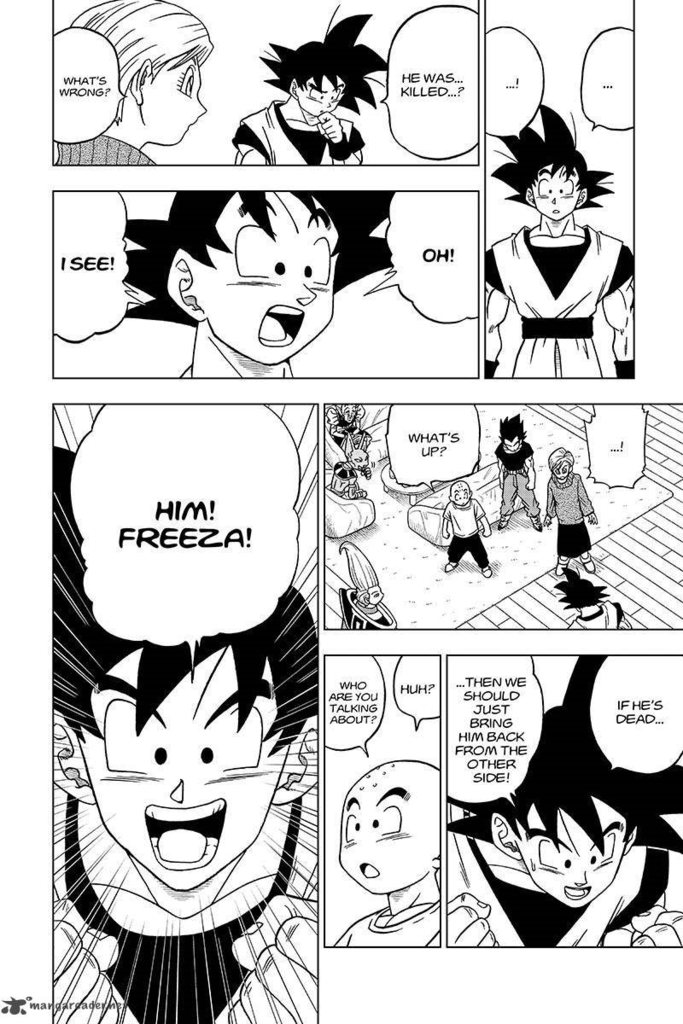 ...
...!
HE WAS...
KILLED...?
WHAT'S
WRONG?
OH!
I SEE!
...!
WHAT'S
UP?
IF HE'S
DEAD...
...THEN WE
SHOULD
JUST
BRING
HIM BACK
FROM THE
OTHER
SIDE!
HUH?
WHO
ARE YOU
TALKING
ABOUT?
HIM!
FREEZA!
mangareader.net